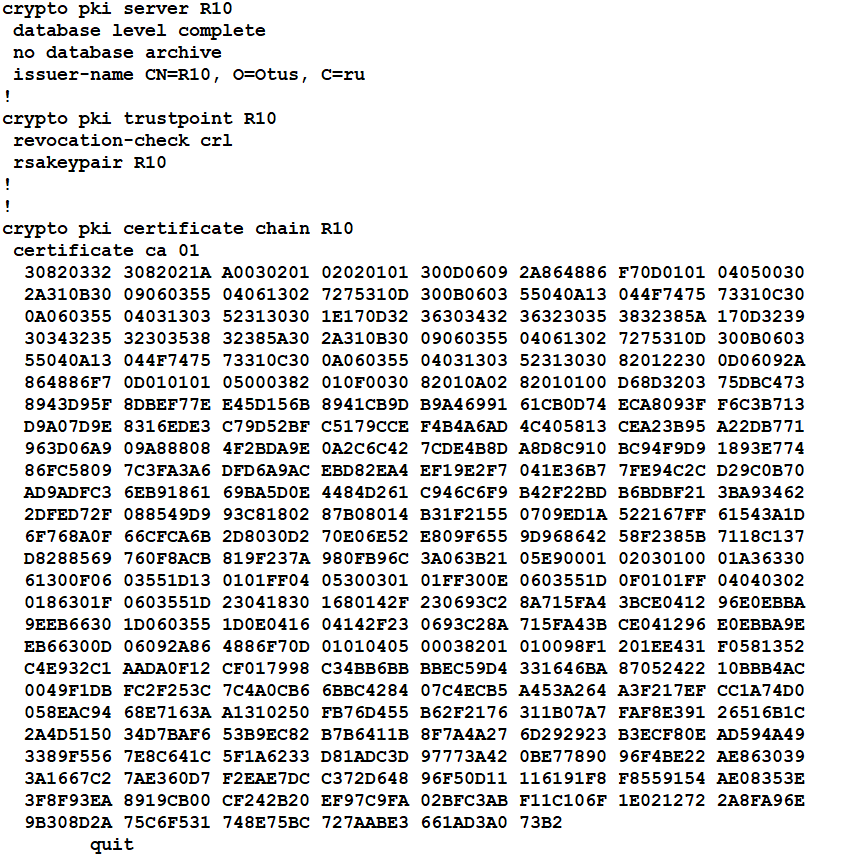 crypto pki server R10
 database level complete
 no database archive
 issuer-name CN=R10, O=Otus, C=ru
!
crypto pki trustpoint R10
 revocation-check crl
 rsakeypair R10
!
!
crypto pki certificate chain R10
 certificate ca 01
  30820332 3082021A A0030201 02020101 300D0609 2A864886 F70D0101 04050030
  2A310B30 09060355 04061302 7275310D 300B0603 55040A13 044F7475 73310C30
  0A060355 04031303 52313030 1E170D32 36303432 36323035 3832385A 170D3239
  30343235 32303538 32385A30 2A310B30 09060355 04061302 7275310D 300B0603
  55040A13 044F7475 73310C30 0A060355 04031303 52313030 82012230 0D06092A
  864886F7 0D010101 05000382 010F0030 82010A02 82010100 D68D3203 75DBC473
  8943D95F 8DBEF77E E45D156B 8941CB9D B9A46991 61CB0D74 ECA8093F F6C3B713
  D9A07D9E 8316EDE3 C79D52BF C5179CCE F4B4A6AD 4C405813 CEA23B95 A22DB771
  963D06A9 09A88808 4F2BDA9E 0A2C6C42 7CDE4B8D A8D8C910 BC94F9D9 1893E774
  86FC5809 7C3FA3A6 DFD6A9AC EBD82EA4 EF19E2F7 041E36B7 7FE94C2C D29C0B70
  AD9ADFC3 6EB91861 69BA5D0E 4484D261 C946C6F9 B42F22BD B6BDBF21 3BA93462
  2DFED72F 088549D9 93C81802 87B08014 B31F2155 0709ED1A 522167FF 61543A1D
  6F768A0F 66CFCA6B 2D8030D2 70E06E52 E809F655 9D968642 58F2385B 7118C137
  D8288569 760F8ACB 819F237A 980FB96C 3A063B21 05E90001 02030100 01A36330
  61300F06 03551D13 0101FF04 05300301 01FF300E 0603551D 0F0101FF 04040302
  0186301F 0603551D 23041830 1680142F 230693C2 8A715FA4 3BCE0412 96E0EBBA
  9EEB6630 1D060355 1D0E0416 04142F23 0693C28A 715FA43B CE041296 E0EBBA9E
  EB66300D 06092A86 4886F70D 01010405 00038201 010098F1 201EE431 F0581352
  C4E932C1 AADA0F12 CF017998 C34BB6BB BBEC59D4 331646BA 87052422 10BBB4AC
  0049F1DB FC2F253C 7C4A0CB6 6BBC4284 07C4ECB5 A453A264 A3F217EF CC1A74D0
  058EAC94 68E7163A A1310250 FB76D455 B62F2176 311B07A7 FAF8E391 26516B1C
  2A4D5150 34D7BAF6 53B9EC82 B7B6411B 8F7A4A27 6D292923 B3ECF80E AD594A49
  3389F556 7E8C641C 5F1A6233 D81ADC3D 97773A42 0BE77890 96F4BE22 AE863039
  3A1667C2 7AE360D7 F2EAE7DC C372D648 96F50D11 116191F8 F8559154 AE08353E
  3F8F93EA 8919CB00 CF242B20 EF97C9FA 02BFC3AB F11C106F 1E021272 2A8FA96E
  9B308D2A 75C6F531 748E75BC 727AABE3 661AD3A0 73B2
        quit